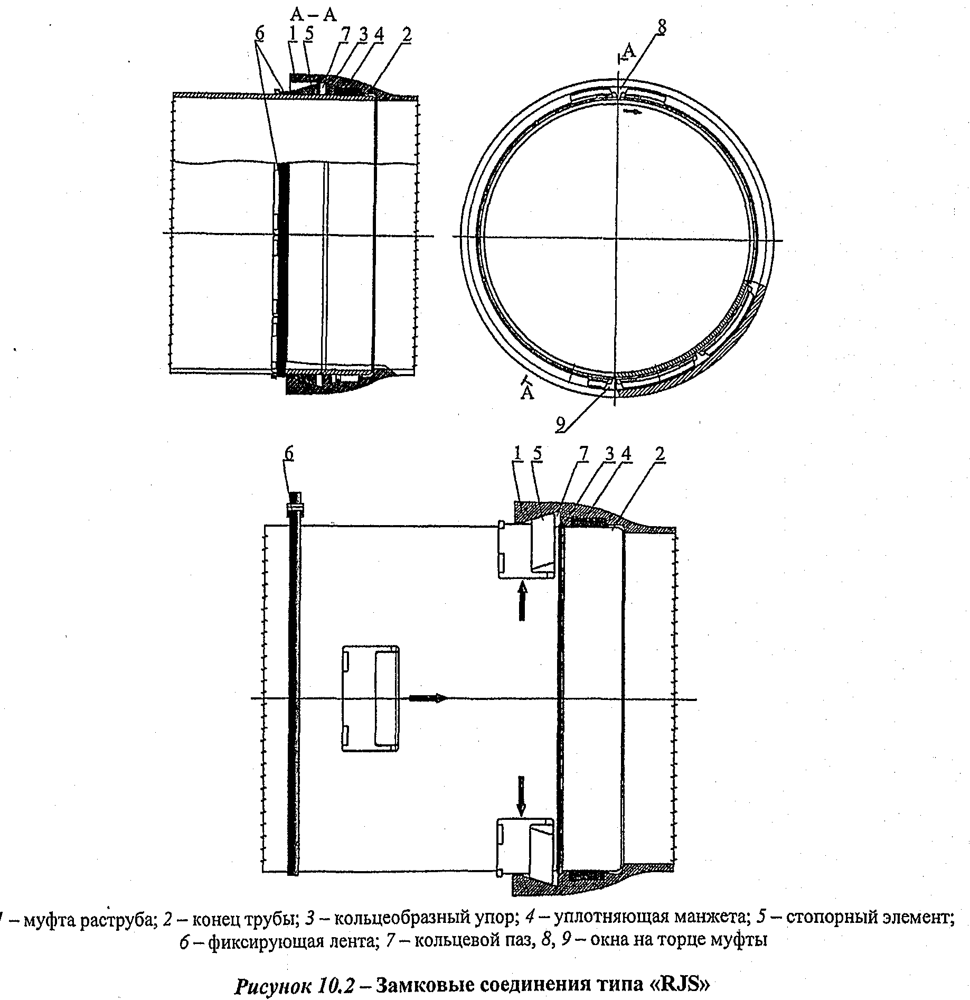 А – А
6 1 5 7 3 4 2
8
А
А
9
6
1 5 7 3 4 2
1 – муфта раструба; 2 – конец трубы; 3 – кольцеобразный упор; 4 – уплотняющая манжета; 5 – стопорный элемент;
6 – фиксирующая лента; 7 – кольцевой паз, 8, 9 – окна на торце муфты
Рисунок 10.2 – Замковые соединения типа «RJS»